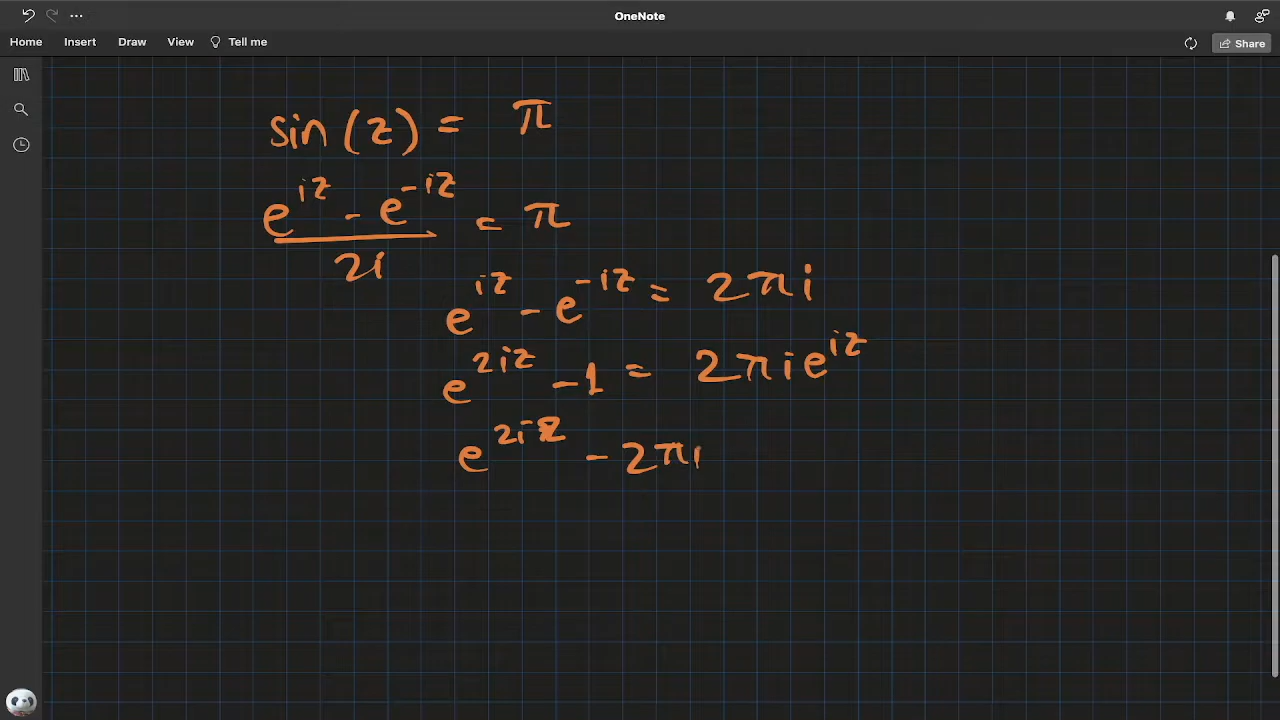 OneNote
Home Insert Draw View Tell me Share
sin(z) = π
(e^{iz} - e^{-iz})/2i = π
e^{iz} - e^{-iz} = 2πi
e^{2iz} - 1 = 2πie^{iz}
e^{2iz} - 2πi